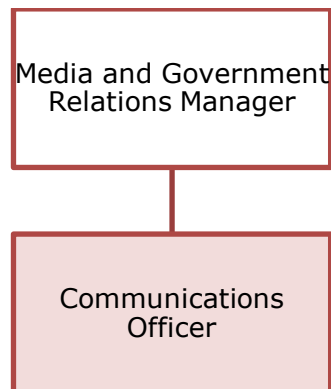 Media and Government
Relations Manager
Communications
Officer